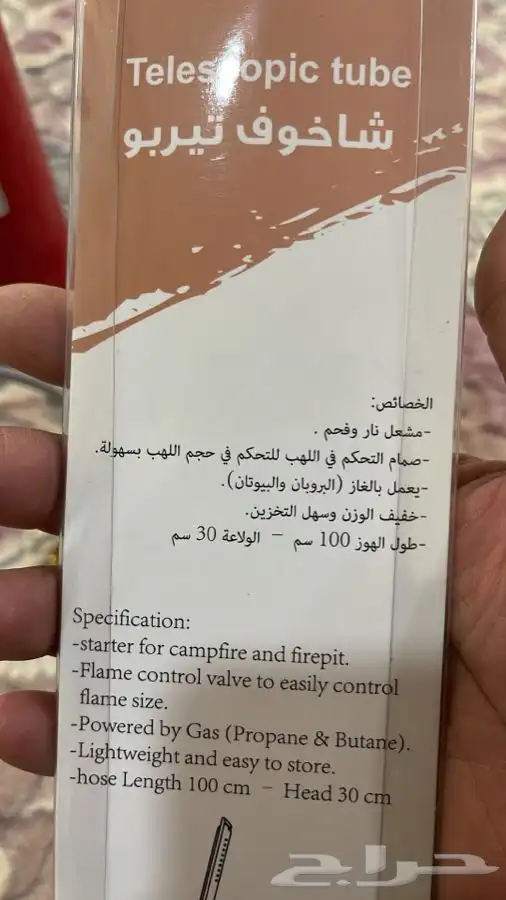 Telescopic tube
شاخوف تيربو
الخصائص:
-مشعل نار وفحم .
-صمام التحكم في اللهب للتحكم في حجم اللهب بسهولة.
-يعمل بالغاز (البروبان والبيوتان).
-خفيف الوزن وسهل التخزين.
-طول الهوز 100 سم – الولاعة 30 سم
Specification:
-starter for campfire and firepit.
-Flame control valve to easily control
flame size.
-Powered by Gas (Propane & Butane).
-Lightweight and easy to store.
-hose Length 100 cm – Head 30 cm
حراج